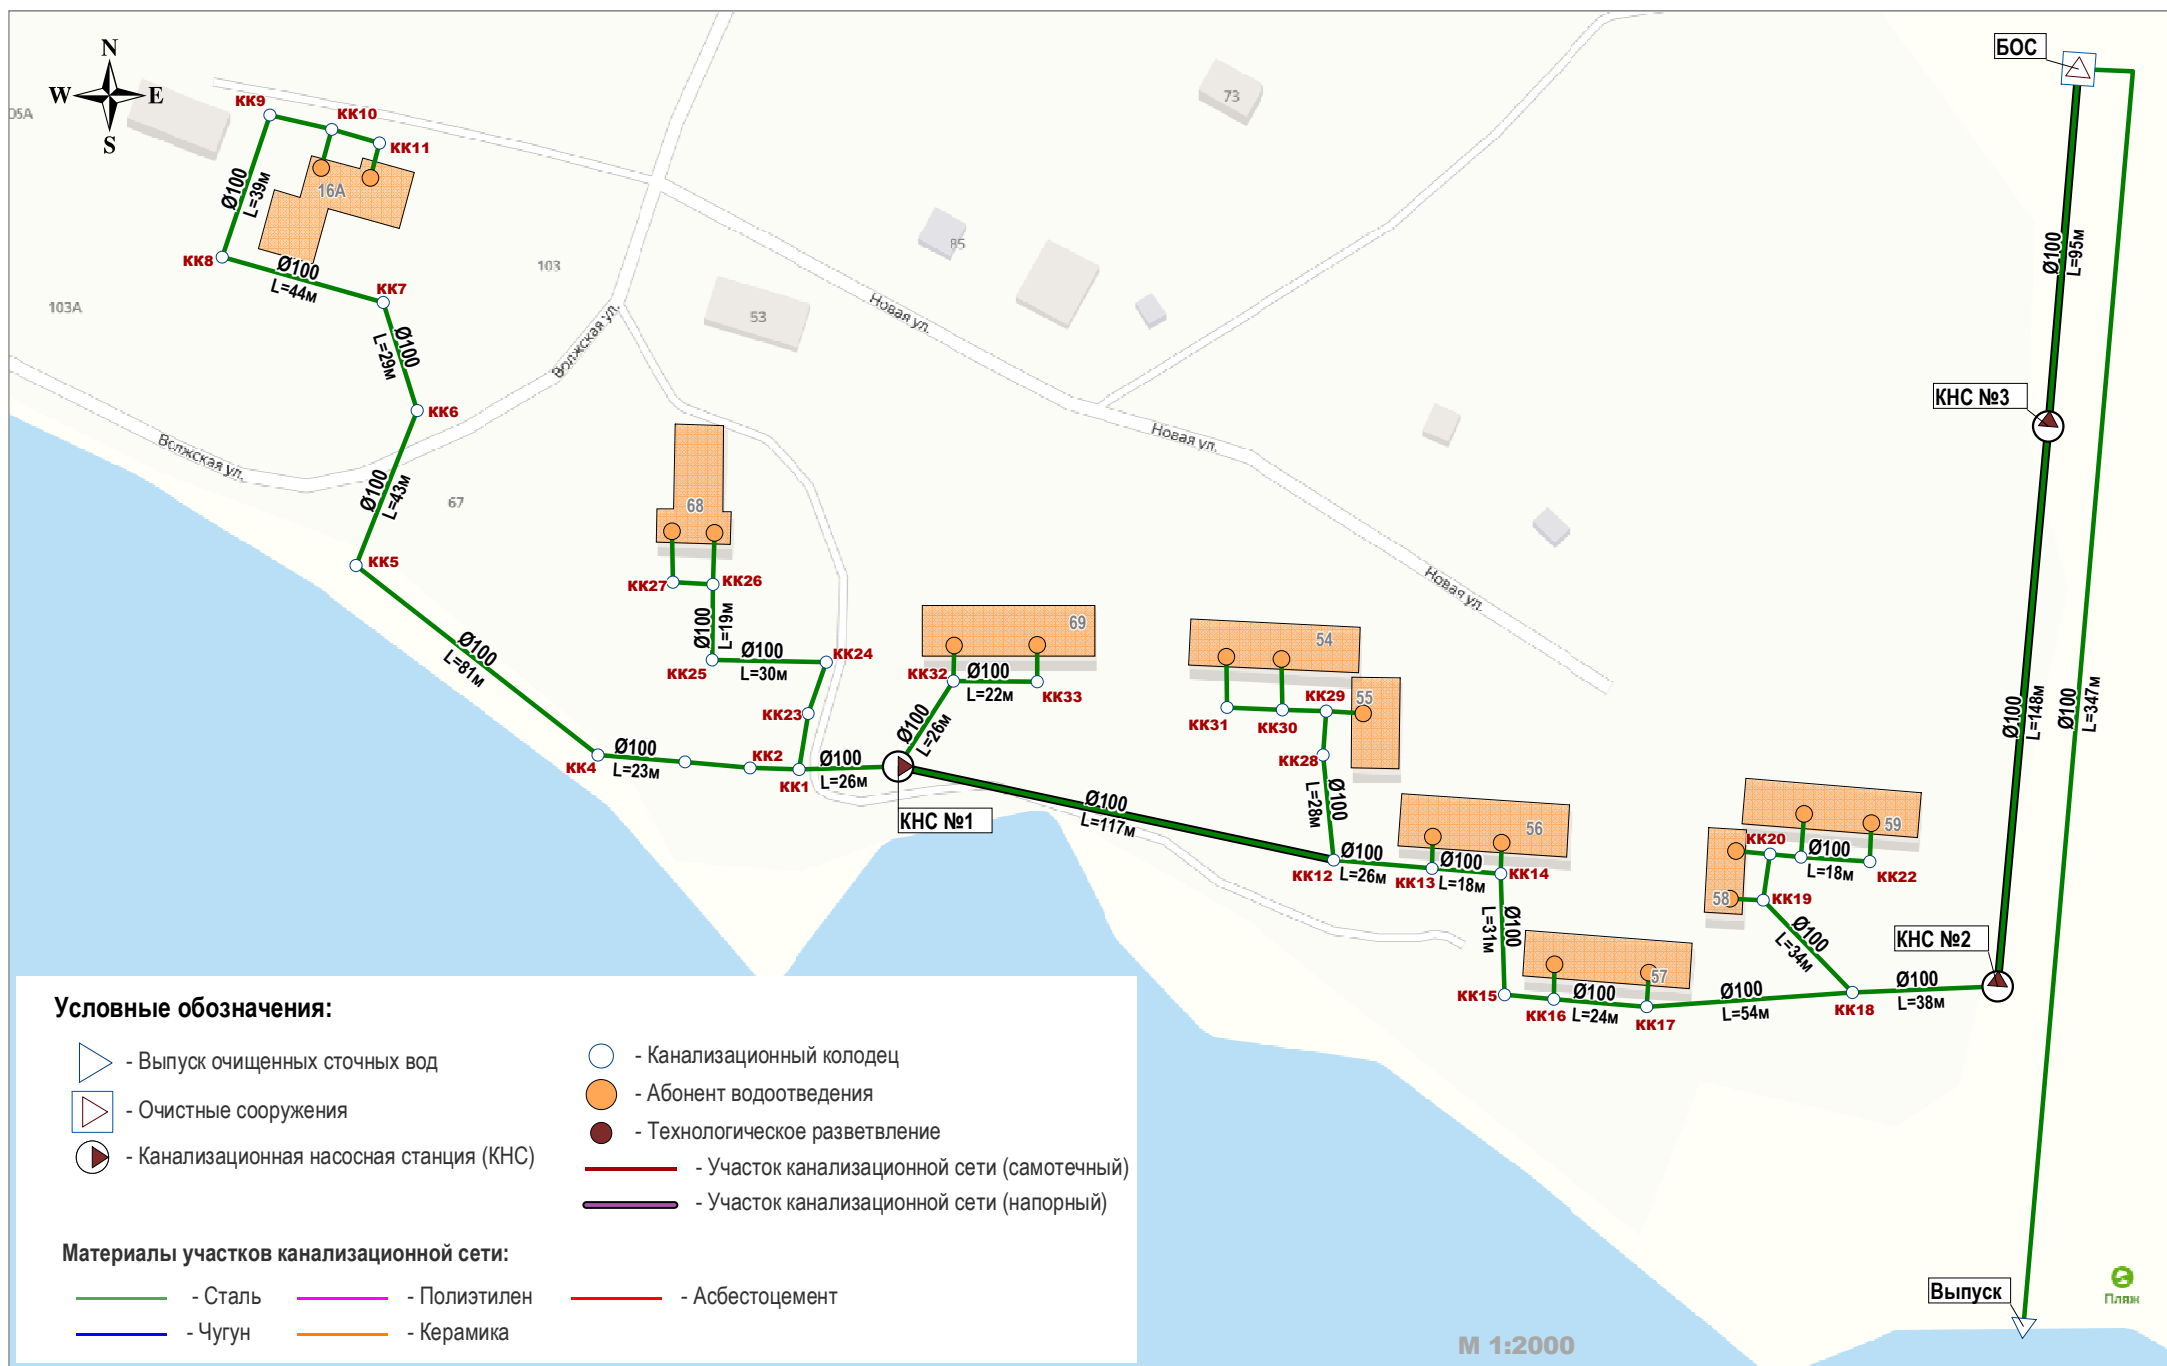 N
W
E
S
05А
КК9
КК10
КК11
16А
Ø100
L=39м
КК8
Ø100
L=44м
КК7
103А
103
Ø100
L=29м
КК6
Волжская ул.
Волжская ул.
Ø100
L=43м
67
КК5
Ø100
L=81м
КК4
Ø100
L=23м
КК2
КК1
Ø100
L=26м
КК23
КК24
Ø100
L=30м
КК25
Ø100
L=19м
КК26
КК27
68
53
85
73
Новая ул.
Новая ул.
Новая ул.
69
КК32
Ø100
L=22м
КК33
Ø100
L=26м
КНС №1
Ø100
L=117м
54
55
КК29
КК30
КК31
КК28
Ø100
L=28м
КК12
Ø100
L=26м
КК13
Ø100
L=18м
КК14
56
Ø100
L=31м
КК15
КК16
Ø100
L=24м
КК17
57
Ø100
L=54м
КК18
Ø100
L=38м
КНС №2
58
59
КК20
Ø100
L=18м
КК22
КК19
Ø100
L=34м
БОС
Ø100
L=95м
КНС №3
Ø100
L=148м
Ø100
L=347м
Выпуск
Пляж
М 1:2000
Условные обозначения:
- Выпуск очищенных сточных вод
- Очистные сооружения
- Канализационная насосная станция (КНС)
- Канализационный колодец
- Абонент водоотведения
- Технологическое разветвление
- Участок канализационной сети (самотечный)
- Участок канализационной сети (напорный)
Материалы участков канализационной сети:
- Сталь
- Полиэтилен
- Асбестоцемент
- Чугун
- Керамика